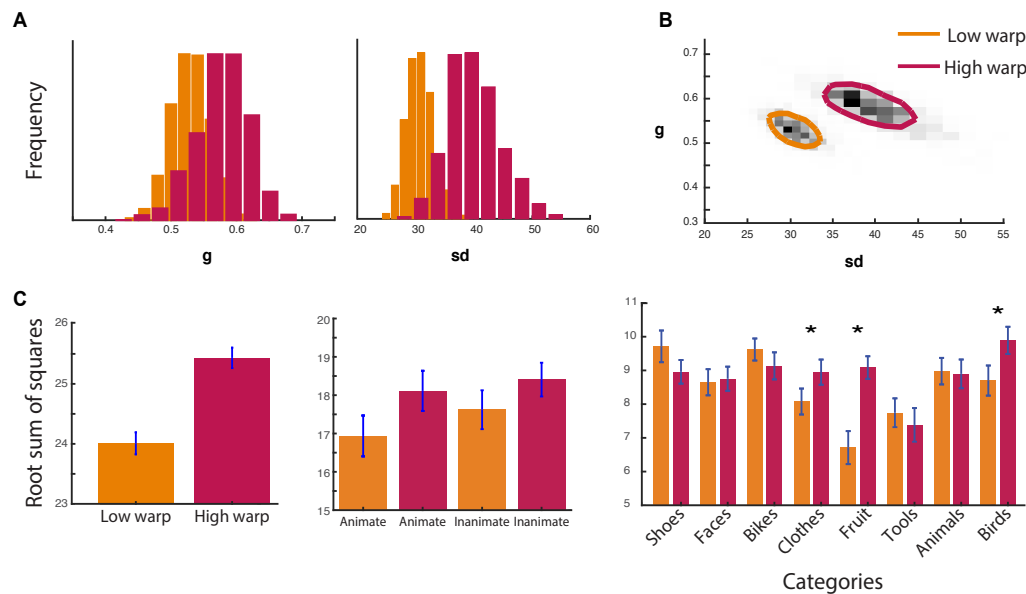 A
B
Low warp
High warp
Frequency
0.4 0.5 0.6 0.7
g
20 30 40 50 60
sd
g
0.7
0.6
0.5
0.4
0.3
20 25 30 35 40 45 50 55
sd
C
Root sum of squares
26
25
24
23
Low warp High warp
20
19
18
17
16
15
Animate Animate Inanimate Inanimate
11
10
9
8
7
6
5
* * *
Shoes Faces Bikes Clothes Fruit Tools Animals Birds
Categories